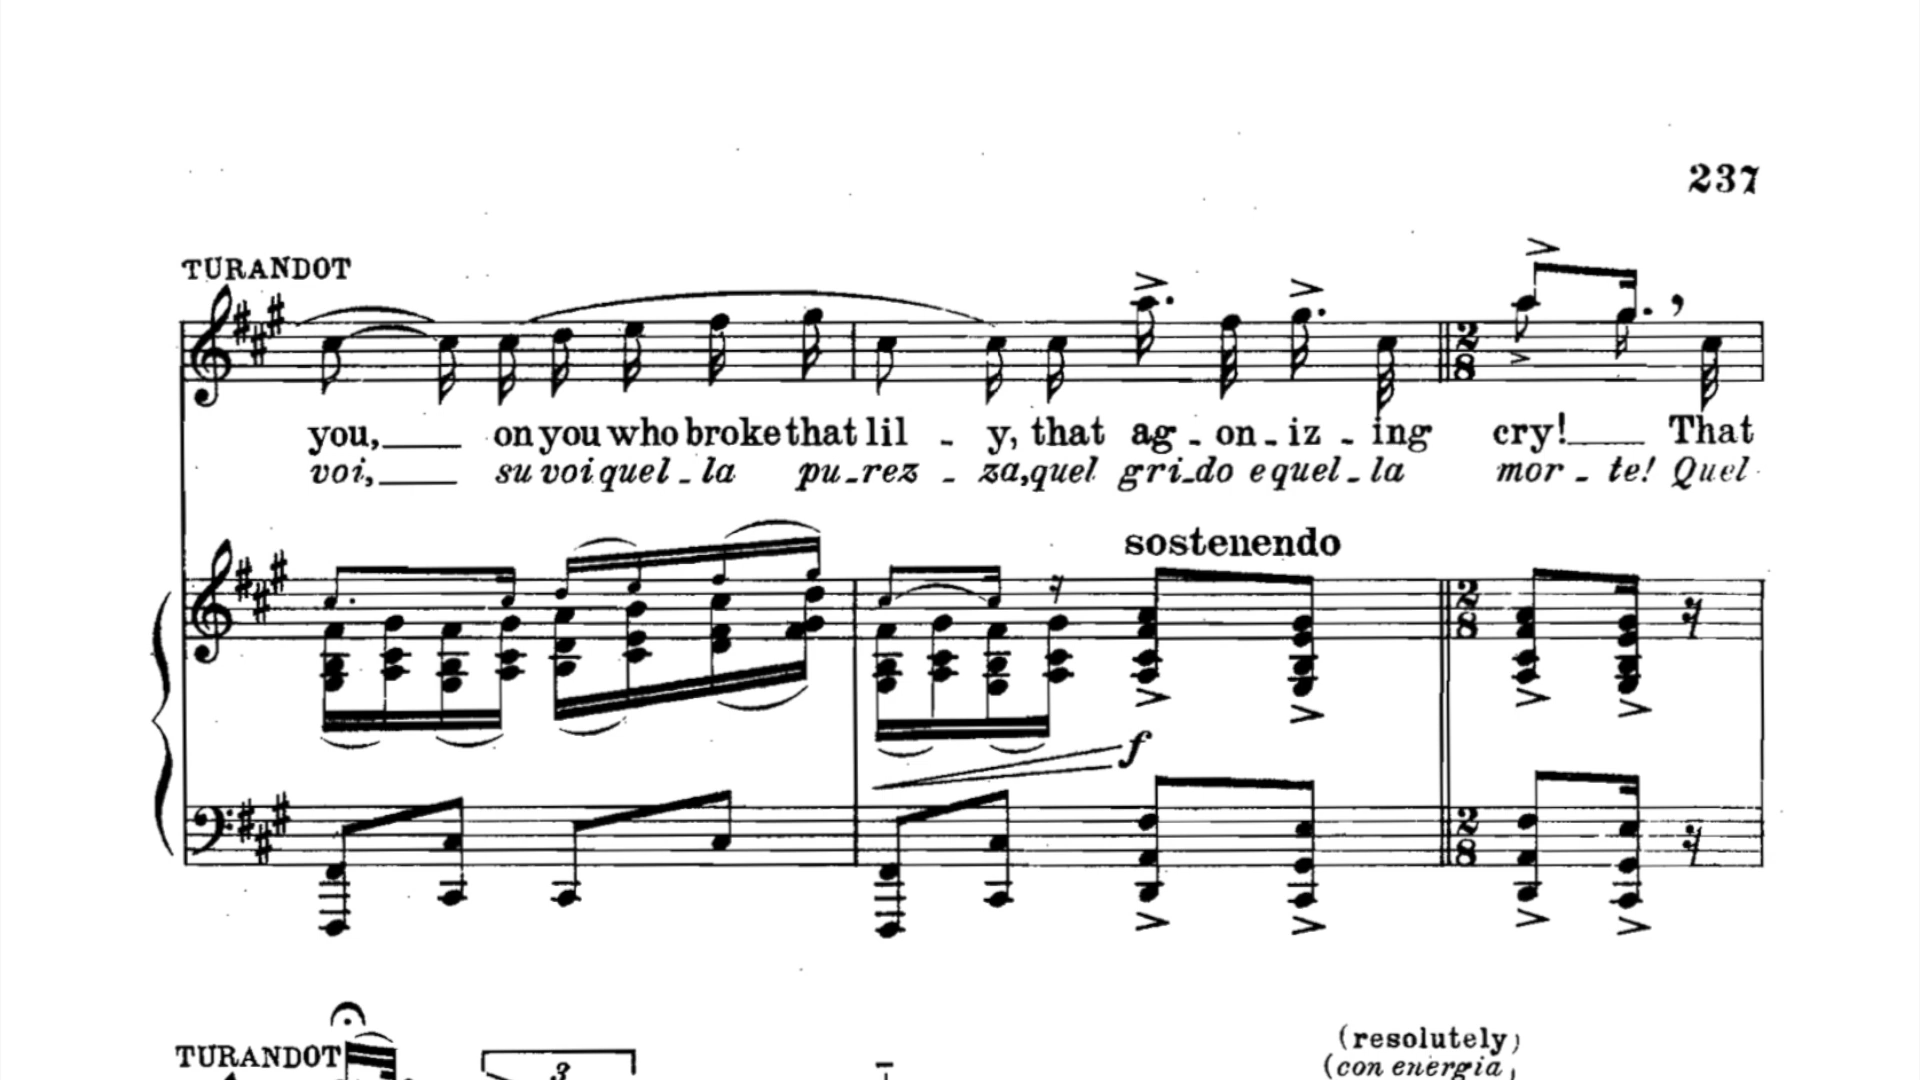 237
TURANDOT
you, on you who broke that lil - y, that ag - on - iz - ing cry! That
voi, su voi quel - la pu - rez - za, quel gri - do e quel - la mor - te! Quel
sostenendo
f
TURANDOT
3
(resolutely)
(con energia)